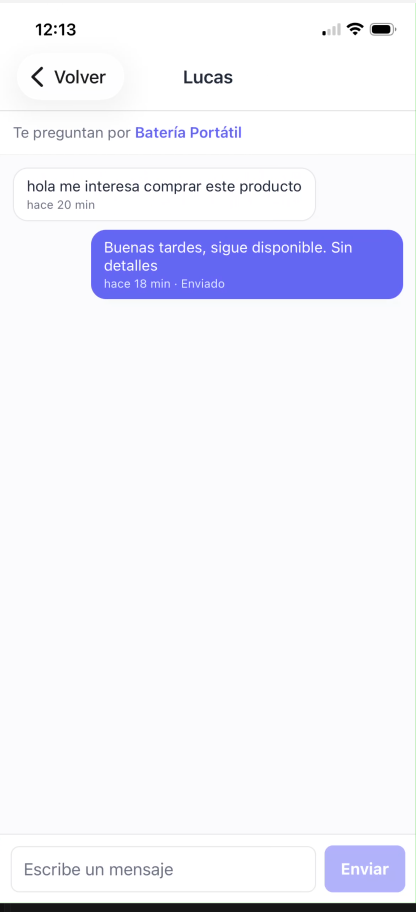 12:13
Volver
Lucas
Te preguntan por Batería Portátil
hola me interesa comprar este producto
hace 20 min
Buenas tardes, sigue disponible. Sin
detalles
hace 18 min · Enviado
Escribe un mensaje
Enviar